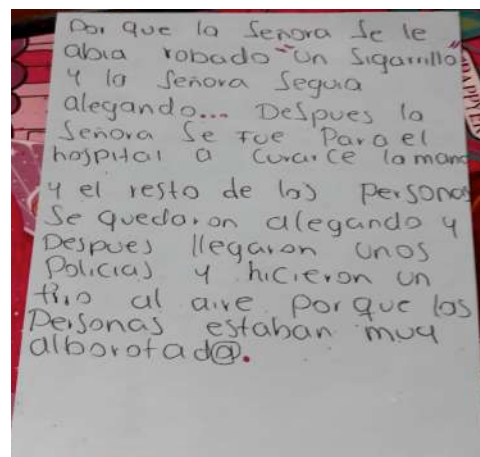 Por que la Señora Se le
abia robado "un Sigarrillo"
y la Señora Seguia
alegando... Despues la
Señora Se Fue Para el
hospital a Curarce la mano
y el resto de las Personas
Se quedaron alegando y
Despues llegaron unos
Policias y hicieron un
tiro al aire Porque las
Personas estaban muy
alborotad@.